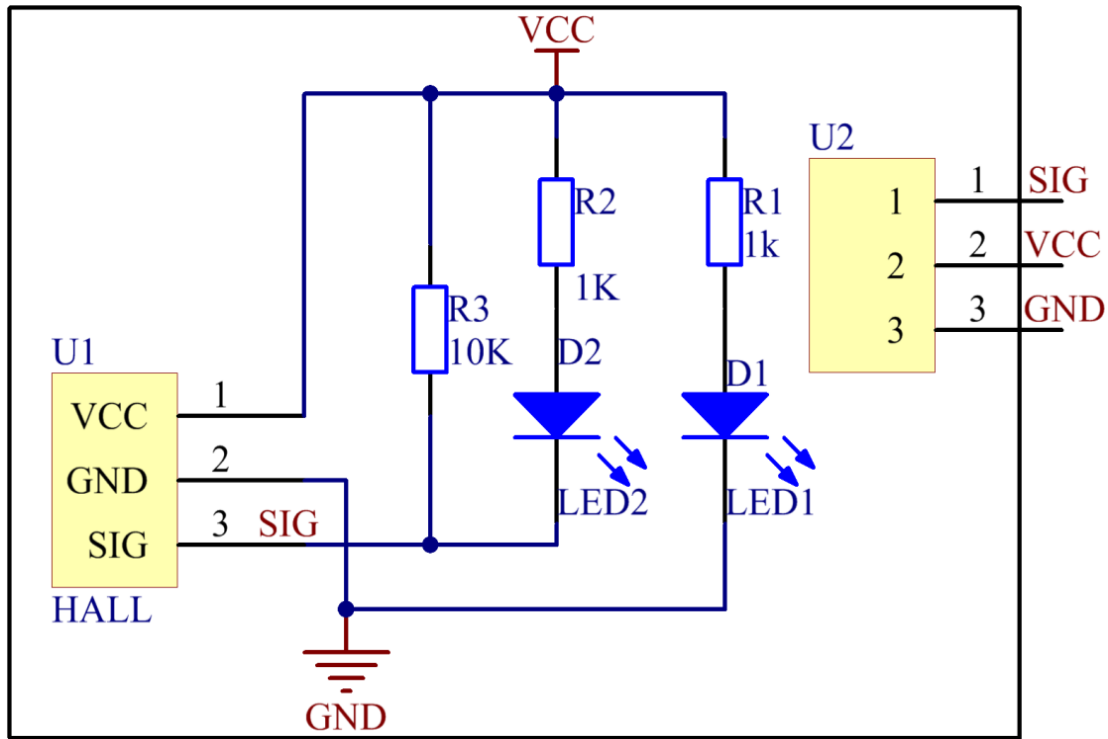 VCC
U2
R2
R1
1
1
SIG
1k
2
2
VCC
1K
3
3
GND
R3
10K
U1
D2
D1
VCC
1
GND
2
SIG
3
SIG
LED2
LED1
HALL
GND